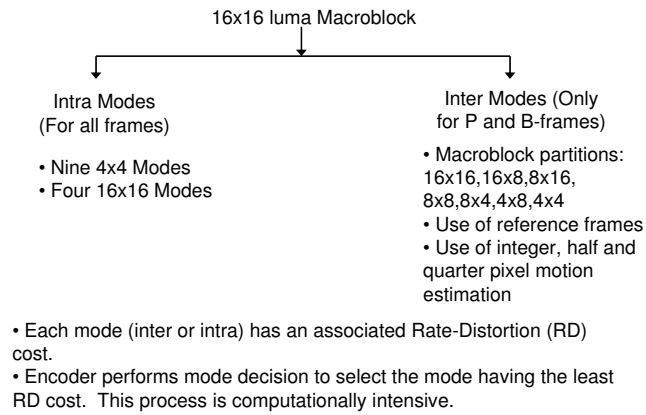 16x16 luma Macroblock
Intra Modes
(For all frames)
• Nine 4x4 Modes
• Four 16x16 Modes
Inter Modes (Only
for P and B-frames)
• Macroblock partitions:
16x16,16x8,8x16,
8x8,8x4,4x8,4x4
• Use of reference frames
• Use of integer, half and
quarter pixel motion
estimation
• Each mode (inter or intra) has an associated Rate-Distortion (RD)
cost.
• Encoder performs mode decision to select the mode having the least
RD cost. This process is computationally intensive.